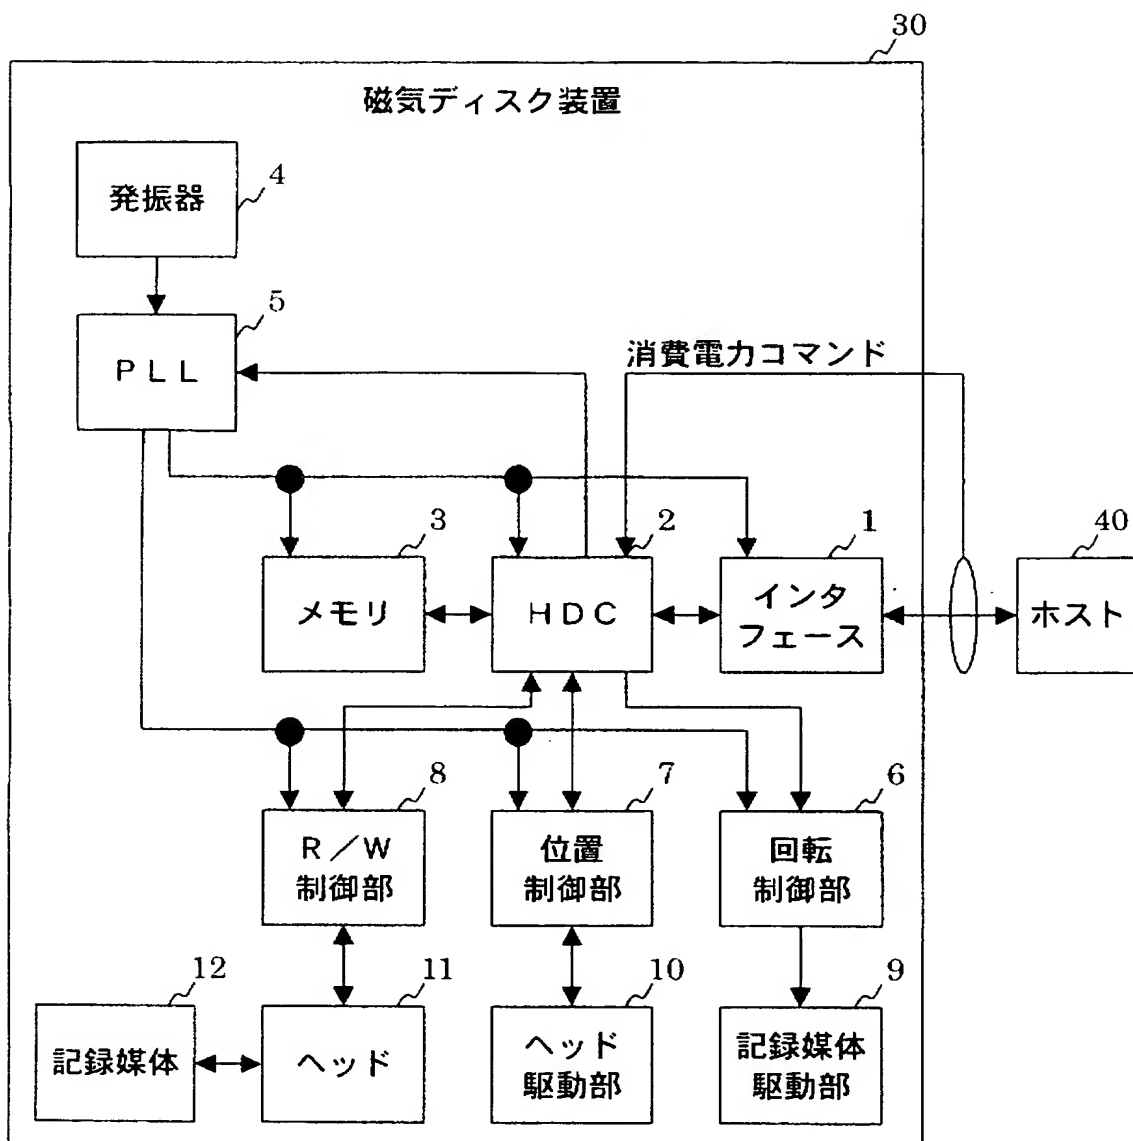 30
磁気ディスク装置
4
発振器
5
ＰＬＬ
消費電力コマンド
3
2
1
40
メモリ
ＨＤＣ
インタ
フェース
ホスト
8
7
6
Ｒ／Ｗ
制御部
位置
制御部
回転
制御部
12
11
10
9
記録媒体
ヘッド
ヘッド
駆動部
記録媒体
駆動部